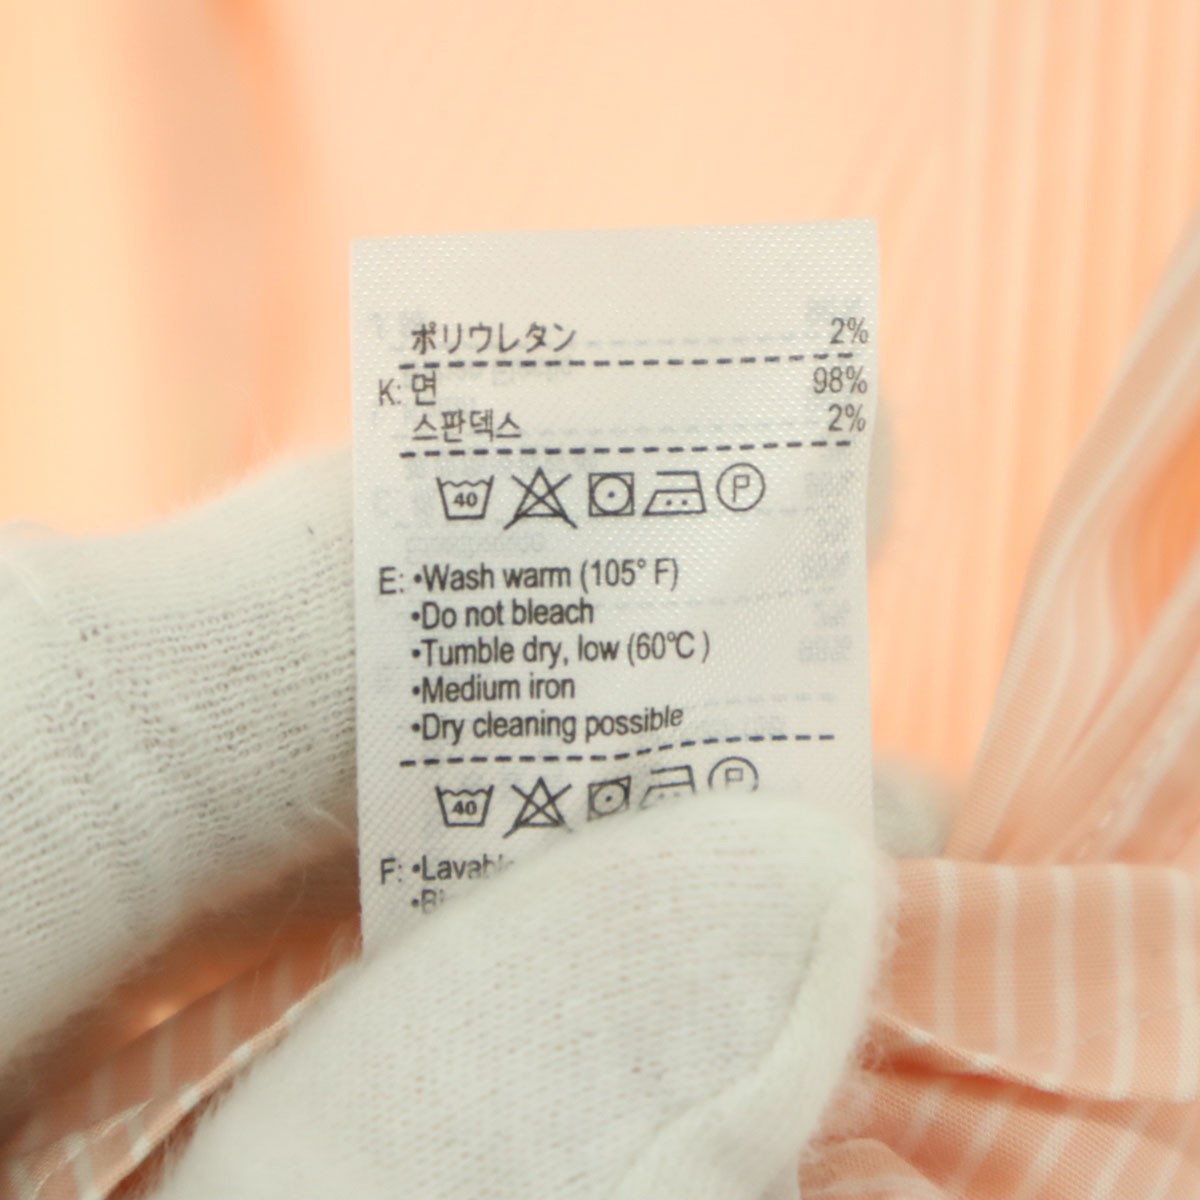 ポリウレタン 2%
K: 면 98%
스판덱스 2%
40 P
E: •Wash warm (105° F)
•Do not bleach
•Tumble dry, low (60°C )
•Medium iron
•Dry cleaning possible
40 P
F: •Lavabl